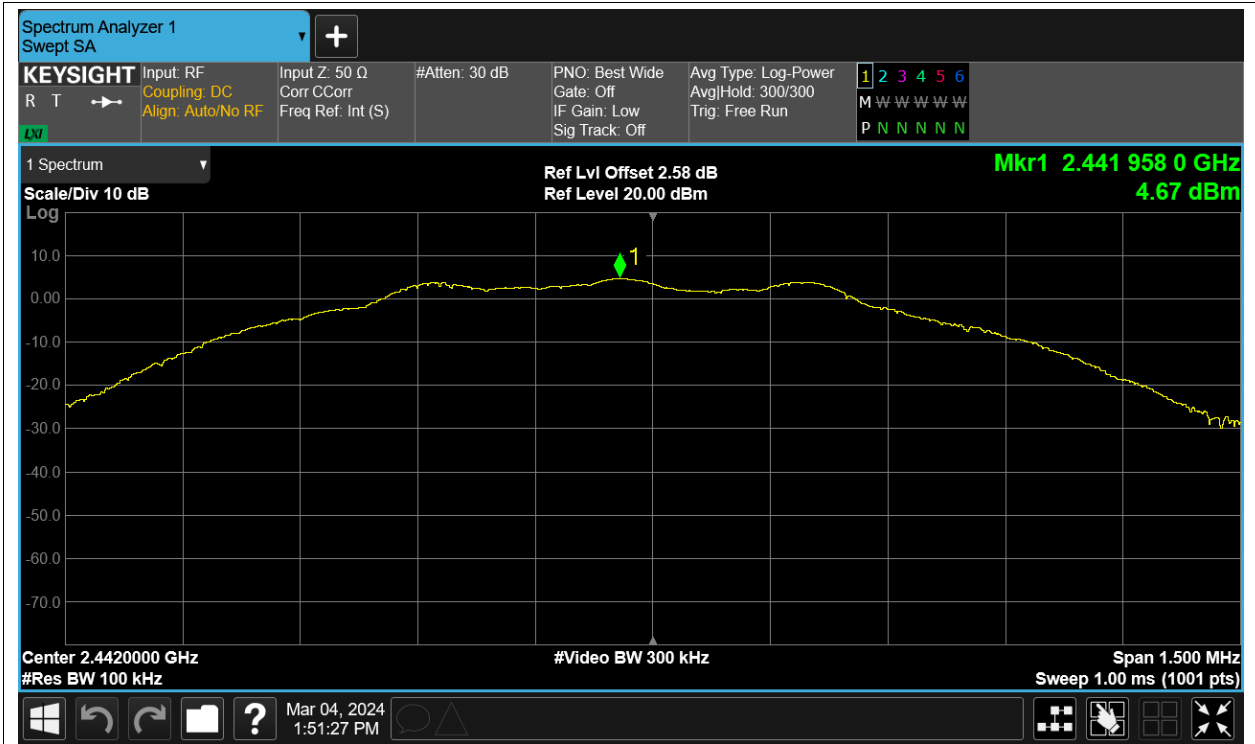 Spectrum Analyzer 1
Swept SA
KEYSIGHT
R T
LXI
Input: RF
Coupling: DC
Align: Auto/No RF
Input Z: 50 Ω
Corr CCorr
Freq Ref: Int (S)
#Atten: 30 dB
PNO: Best Wide
Gate: Off
IF Gain: Low
Sig Track: Off
Avg Type: Log-Power
Avg|Hold: 300/300
Trig: Free Run
1 2 3 4 5 6
M W W W W W
P N N N N N
1 Spectrum
Scale/Div 10 dB
Log
Ref Lvl Offset 2.58 dB
Ref Level 20.00 dBm
Mkr1 2.441 958 0 GHz
4.67 dBm
1
10.0
0.00
-10.0
-20.0
-30.0
-40.0
-50.0
-60.0
-70.0
Center 2.4420000 GHz
#Res BW 100 kHz
#Video BW 300 kHz
Span 1.500 MHz
Sweep 1.00 ms (1001 pts)
?
Mar 04, 2024
1:51:27 PM